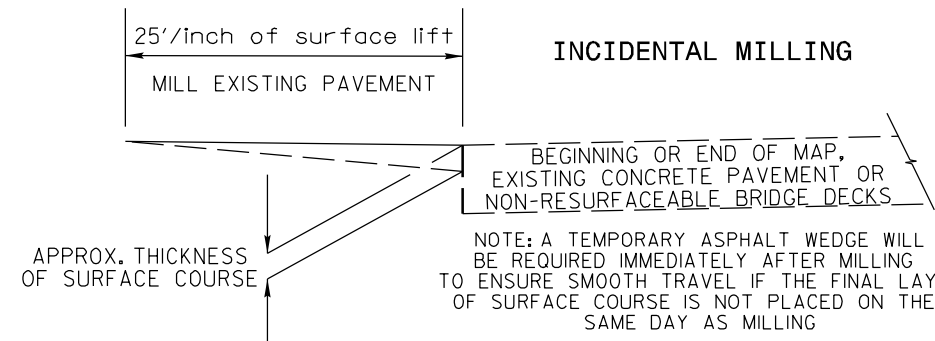 25'/inch of surface lift
MILL EXISTING PAVEMENT
INCIDENTAL MILLING
BEGINNING OR END OF MAP,
EXISTING CONCRETE PAVEMENT OR
NON-RESURFACEABLE BRIDGE DECKS
APPROX. THICKNESS
OF SURFACE COURSE
NOTE: A TEMPORARY ASPHALT WEDGE WILL
BE REQUIRED IMMEDIATELY AFTER MILLING
TO ENSURE SMOOTH TRAVEL IF THE FINAL LAY
OF SURFACE COURSE IS NOT PLACED ON THE
SAME DAY AS MILLING